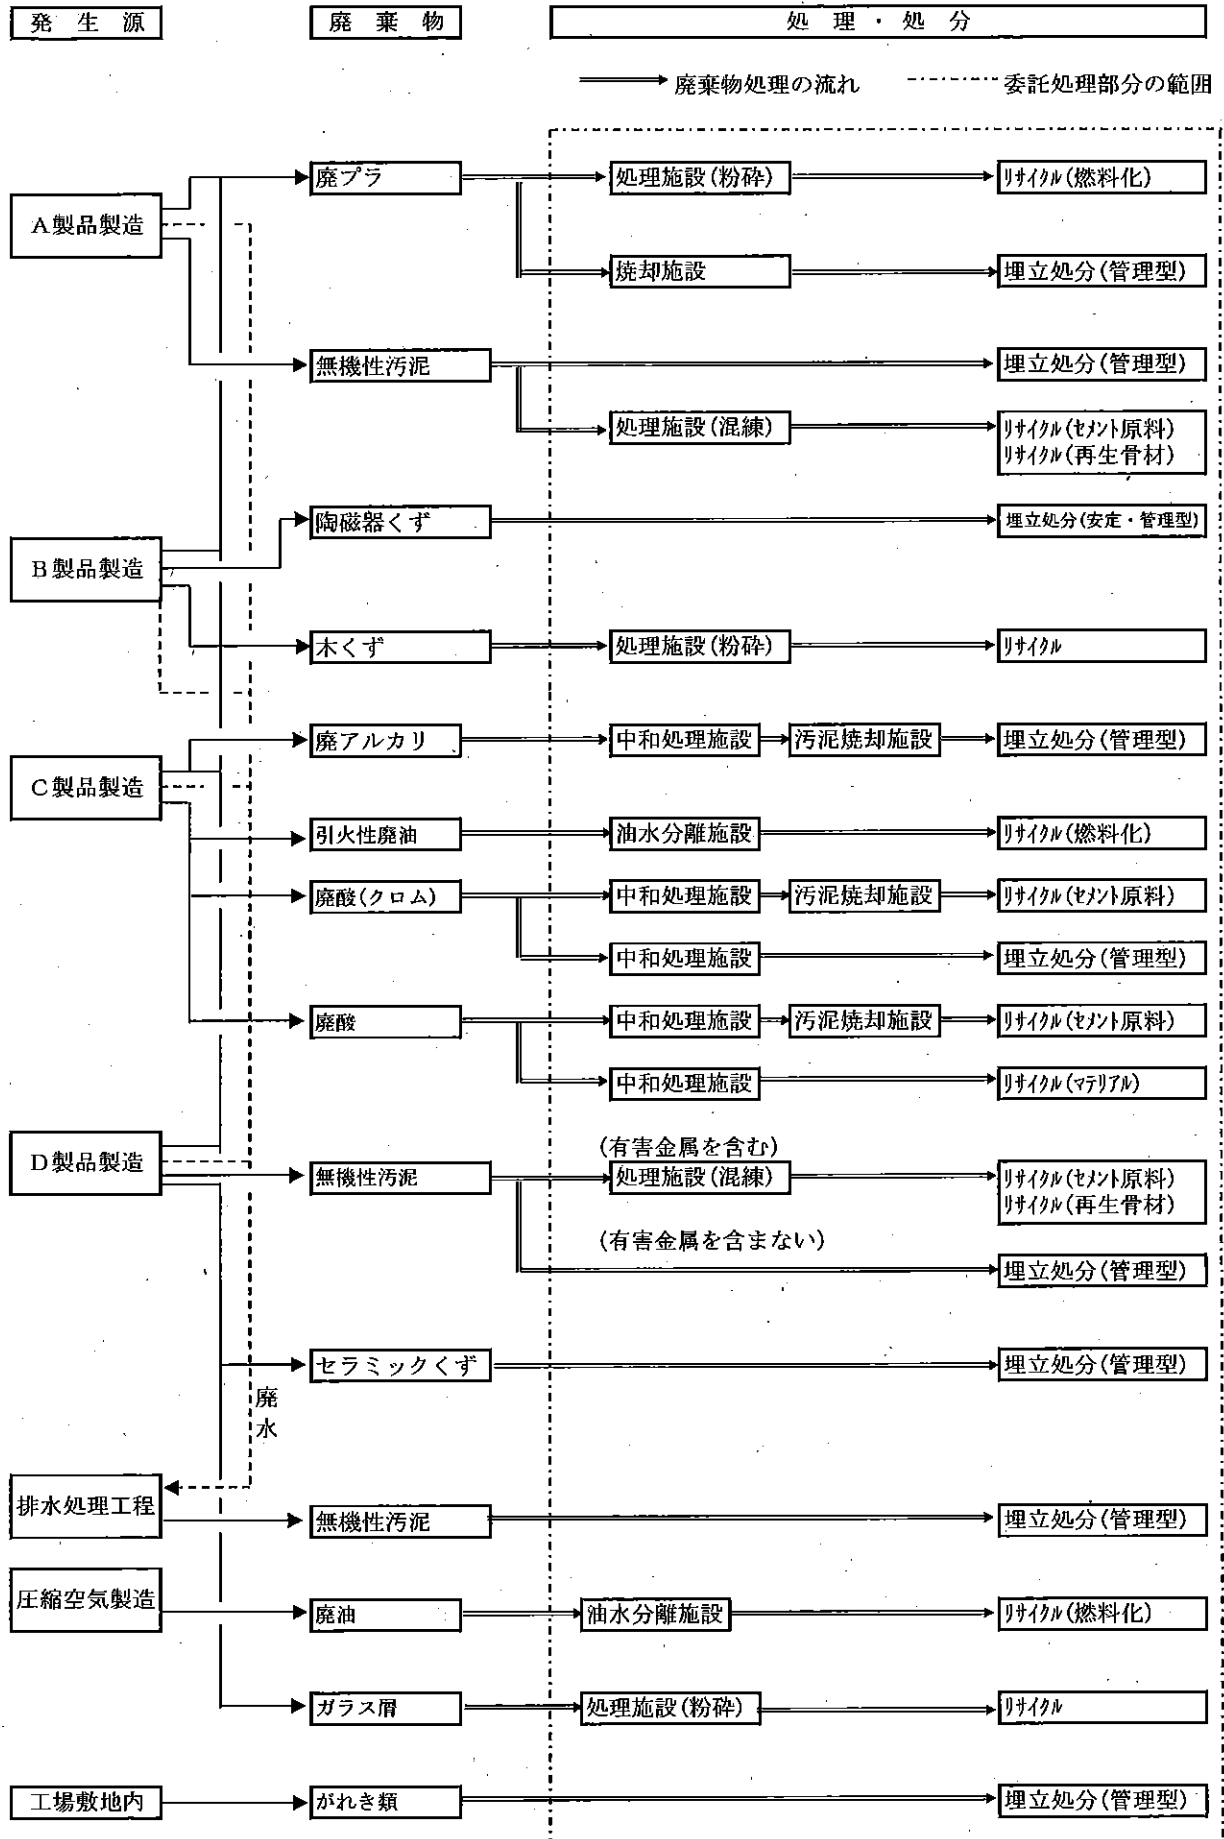 発生源
廃棄物
処理・処分
廃棄物処理の流れ
委託処理部分の範囲
A製品製造
廃プラ
処理施設(粉砕)
リサイクル(燃料化)
焼却施設
埋立処分(管理型)
無機性汚泥
埋立処分(管理型)
処理施設(混練)
リサイクル(セメント原料)
リサイクル(再生骨材)
B製品製造
陶磁器くず
埋立処分(安定・管理型)
木くず
処理施設(粉砕)
リサイクル
C製品製造
廃アルカリ
中和処理施設
汚泥焼却施設
埋立処分(管理型)
引火性廃油
油水分離施設
リサイクル(燃料化)
廃酸(クロム)
中和処理施設
汚泥焼却施設
リサイクル(セメント原料)
中和処理施設
埋立処分(管理型)
廃酸
中和処理施設
汚泥焼却施設
リサイクル(セメント原料)
中和処理施設
リサイクル(マテリアル)
D製品製造
無機性汚泥
(有害金属を含む)
処理施設(混練)
リサイクル(セメント原料)
リサイクル(再生骨材)
(有害金属を含まない)
埋立処分(管理型)
セラミックくず
埋立処分(管理型)
廃水
排水処理工程
無機性汚泥
埋立処分(管理型)
圧縮空気製造
廃油
油水分離施設
リサイクル(燃料化)
ガラス屑
処理施設(粉砕)
リサイクル
工場敷地内
がれき類
埋立処分(管理型)